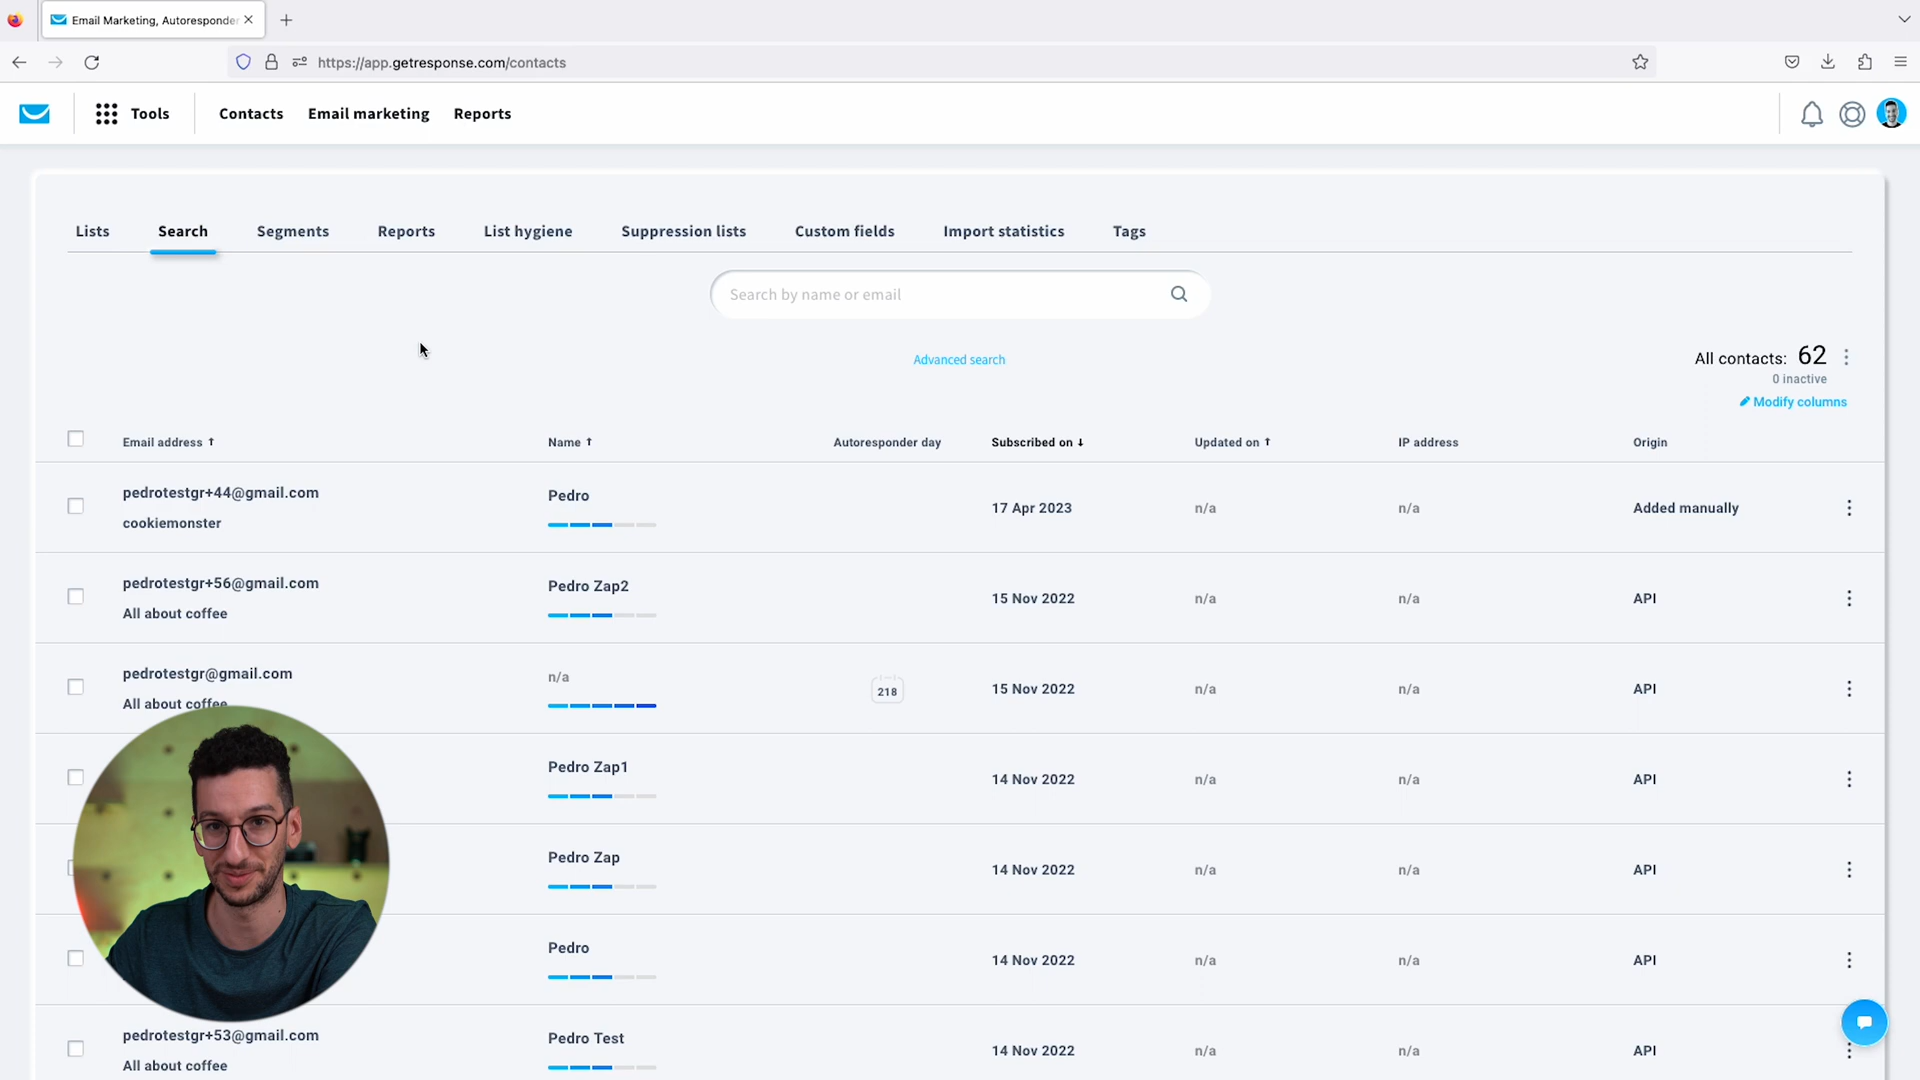 Email Marketing, Autoresponder
https://app.getresponse.com/contacts
Tools
Contacts
Email marketing
Reports
Lists
Search
Segments
Reports
List hygiene
Suppression lists
Custom fields
Import statistics
Tags
Search by name or email
Advanced search
All contacts: 62
0 inactive
Modify columns
Email address ↑
Name ↑
Autoresponder day
Subscribed on ↓
Updated on ↑
IP address
Origin
pedrotestgr+44@gmail.com
cookiemonster
Pedro
17 Apr 2023
n/a
n/a
Added manually
pedrotestgr+56@gmail.com
All about coffee
Pedro Zap2
15 Nov 2022
n/a
n/a
API
pedrotestgr@gmail.com
All about coffee
n/a
218
15 Nov 2022
n/a
n/a
API
Pedro Zap1
14 Nov 2022
n/a
n/a
API
Pedro Zap
14 Nov 2022
n/a
n/a
API
Pedro
14 Nov 2022
n/a
n/a
API
pedrotestgr+53@gmail.com
All about coffee
Pedro Test
14 Nov 2022
n/a
n/a
API